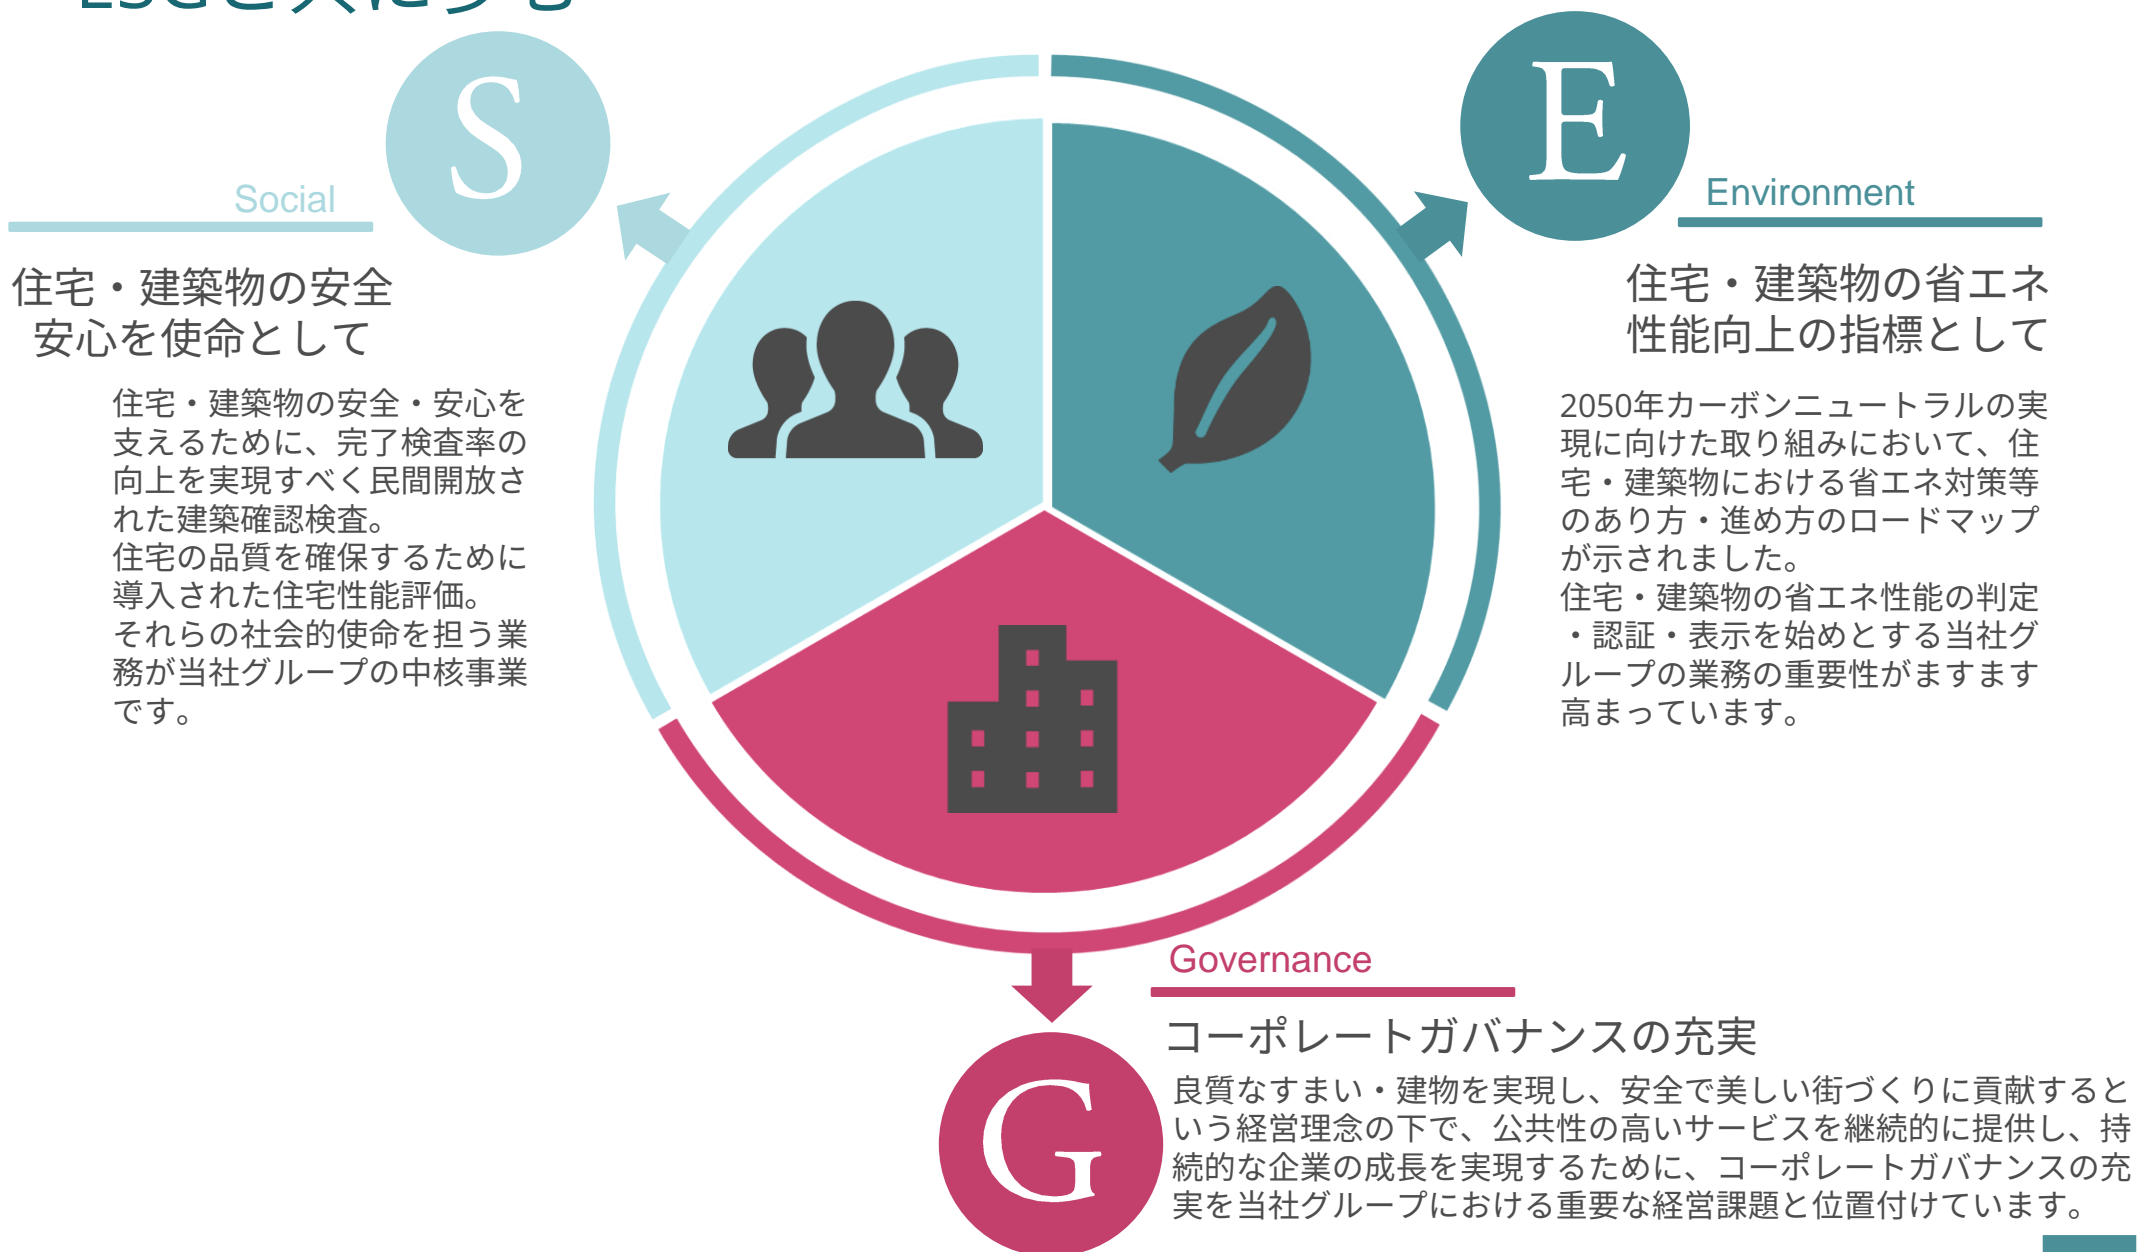 S
Social
住宅・建築物の安全
安心を使命として
住宅・建築物の安全・安心を
支えるために、完了検査率の
向上を実現すべく民間開放さ
れた建築確認検査。
住宅の品質を確保するために
導入された住宅性能評価。
それらの社会的使命を担う業
務が当社グループの中核事業
です。
E
Environment
住宅・建築物の省エネ
性能向上の指標として
2050年カーボンニュートラルの実
現に向けた取り組みにおいて、住
宅・建築物における省エネ対策等
のあり方・進め方のロードマップ
が示されました。
住宅・建築物の省エネ性能の判定
・認証・表示を始めとする当社グ
ループの業務の重要性がますます
高まっています。
G
Governance
コーポレートガバナンスの充実
良質なすまい・建物を実現し、安全で美しい街づくりに貢献すると
いう経営理念の下で、公共性の高いサービスを継続的に提供し、持
続的な企業の成長を実現するために、コーポレートガバナンスの充
実を当社グループにおける重要な経営課題と位置付けています。